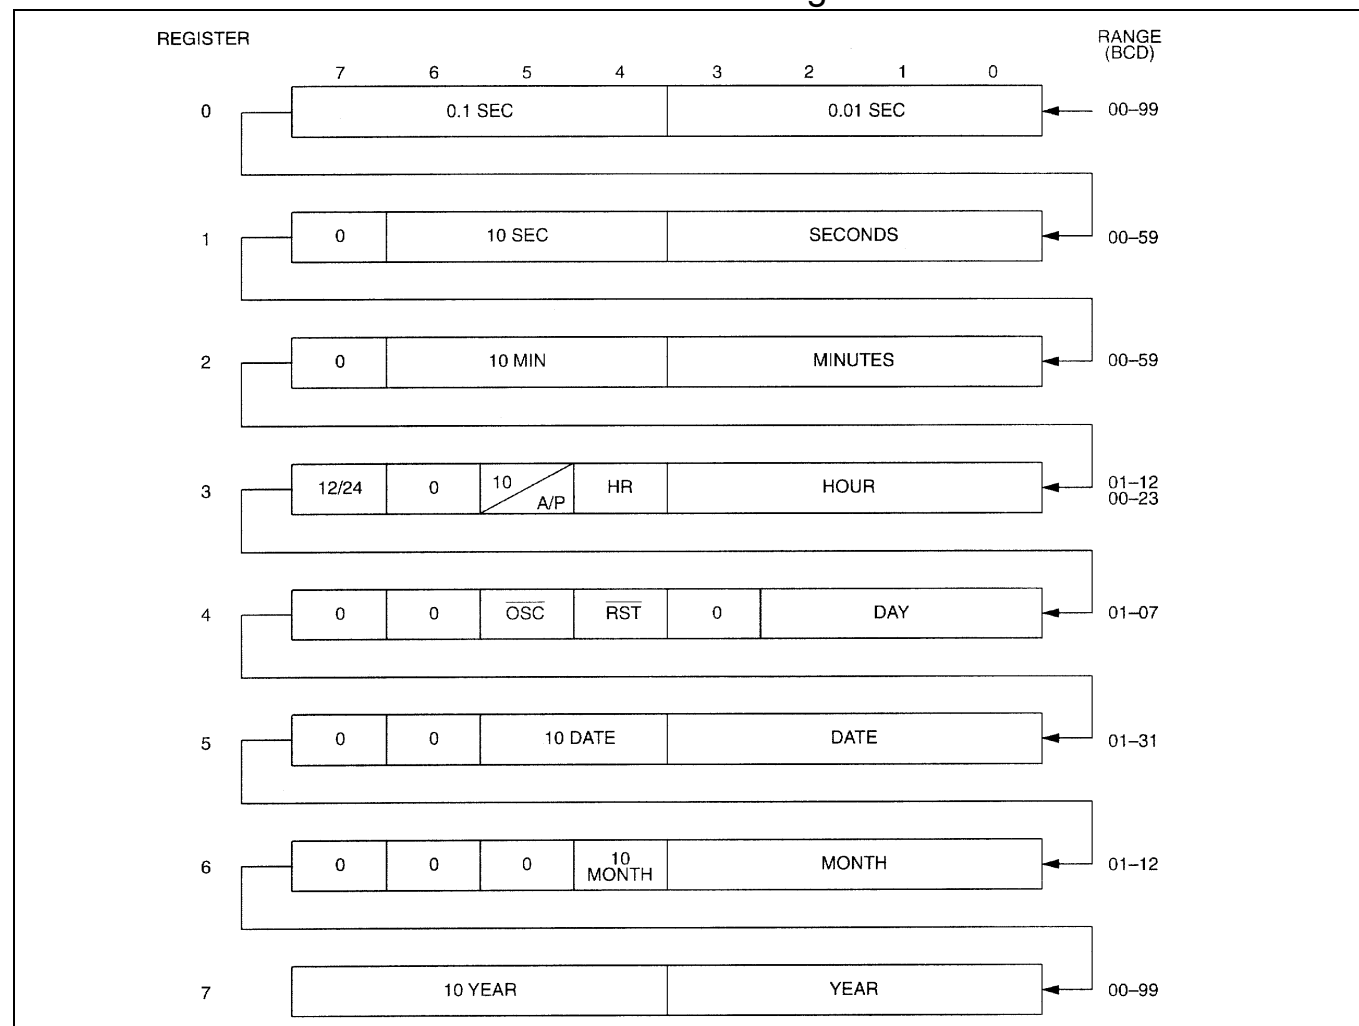 REGISTER
RANGE
(BCD)
7 6 5 4 3 2 1 0
0 0.1 SEC 0.01 SEC 00–99
1 0 10 SEC SECONDS 00–59
2 0 10 MIN MINUTES 00–59
3 12/24 0 10 A/P HR HOUR 01–12
00–23
4 0 0 OSC RST 0 DAY 01–07
5 0 0 10 DATE DATE 01–31
6 0 0 0 10 MONTH MONTH 01–12
7 10 YEAR YEAR 00–99